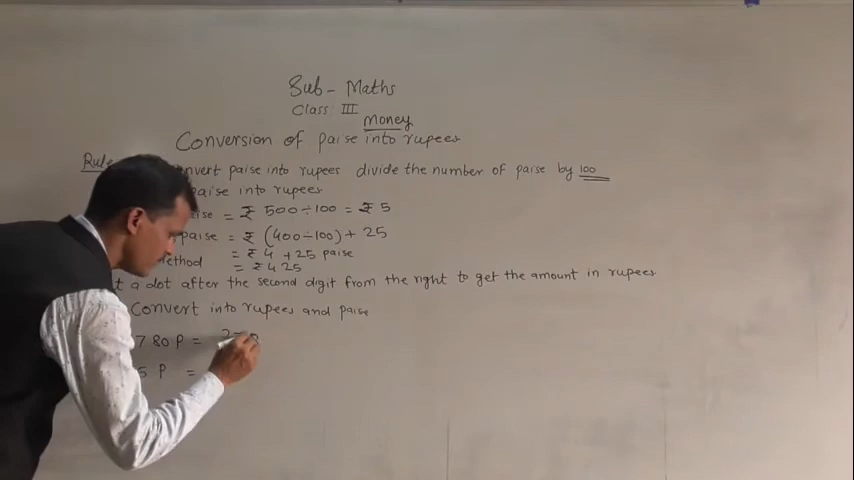 Sub - Maths
Class III
Money
Conversion of paise into rupees
Rule
convert paise into rupees divide the number of paise by 100
paise into rupees
= ₹ 500÷100 = ₹ 5
paise = ₹ (400÷100) + 25
= ₹ 4 + 25 paise
= ₹ 4 25
a dot after the second digit from the right to get the amount in rupees
Convert into rupees and paise
780 P =
5 P =